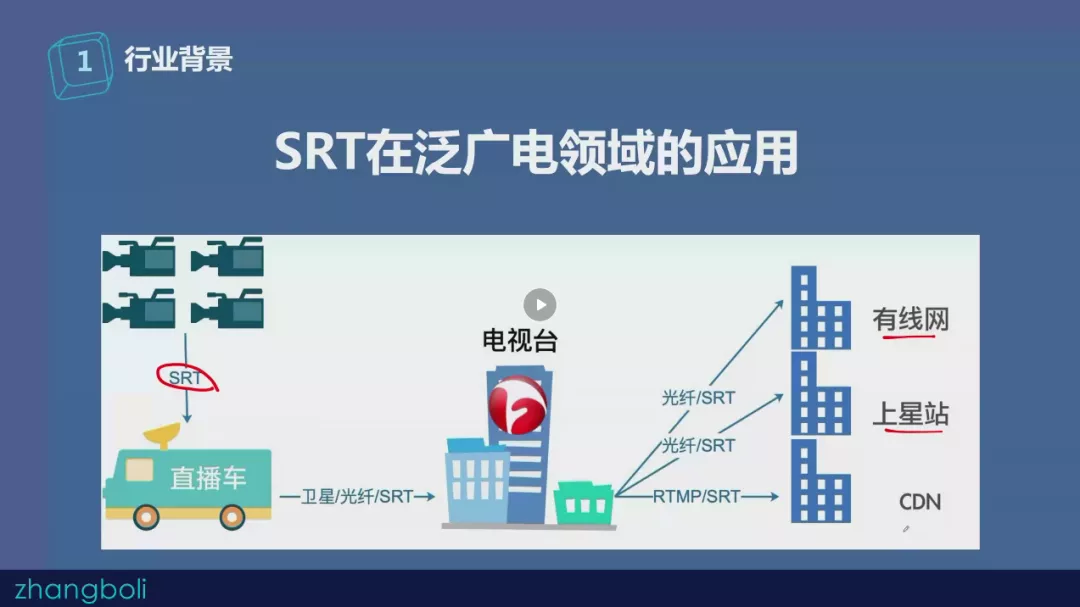 1 行业背景
SRT在泛广电领域的应用
电视台
有线网
SRT
光纤/SRT
上星站
光纤/SRT
直播车
卫星/光纤/SRT
RTMP/SRT
CDN
zhangboli